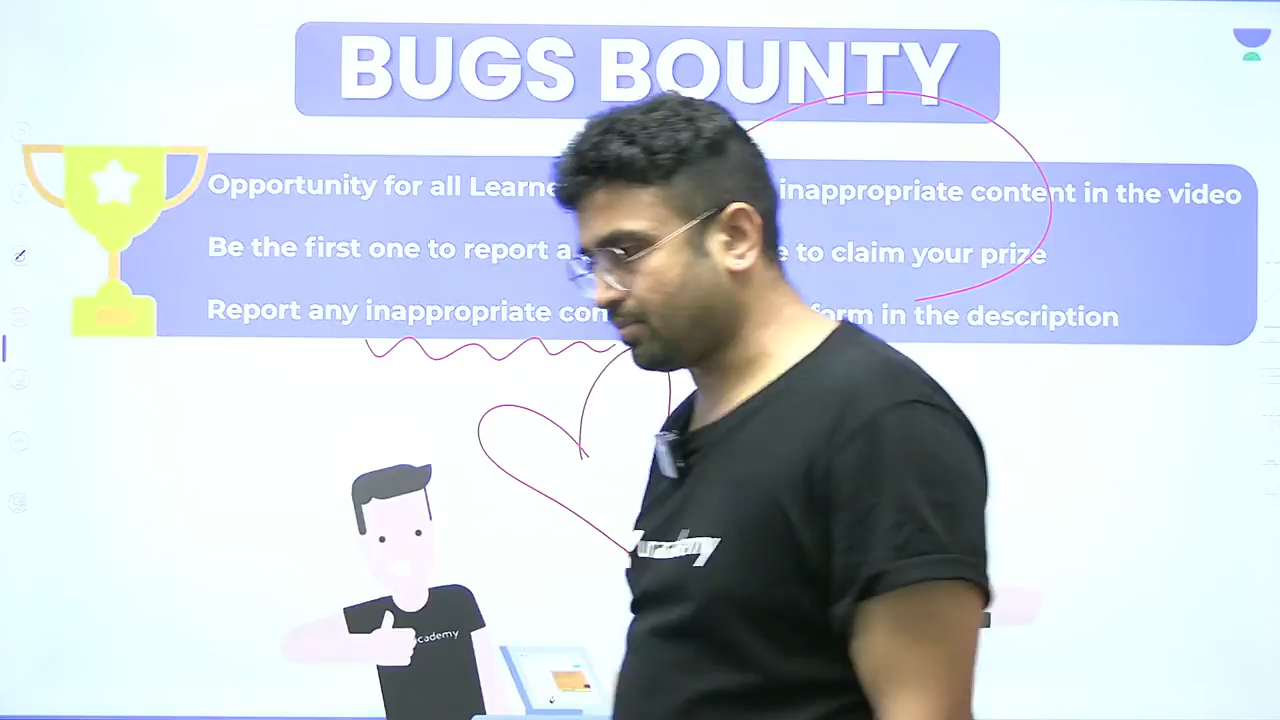 BUGS BOUNTY
Opportunity for all Learne inappropriate content in the video
Be the first one to report a e to claim your prize
Report any inappropriate con form in the description
cademy